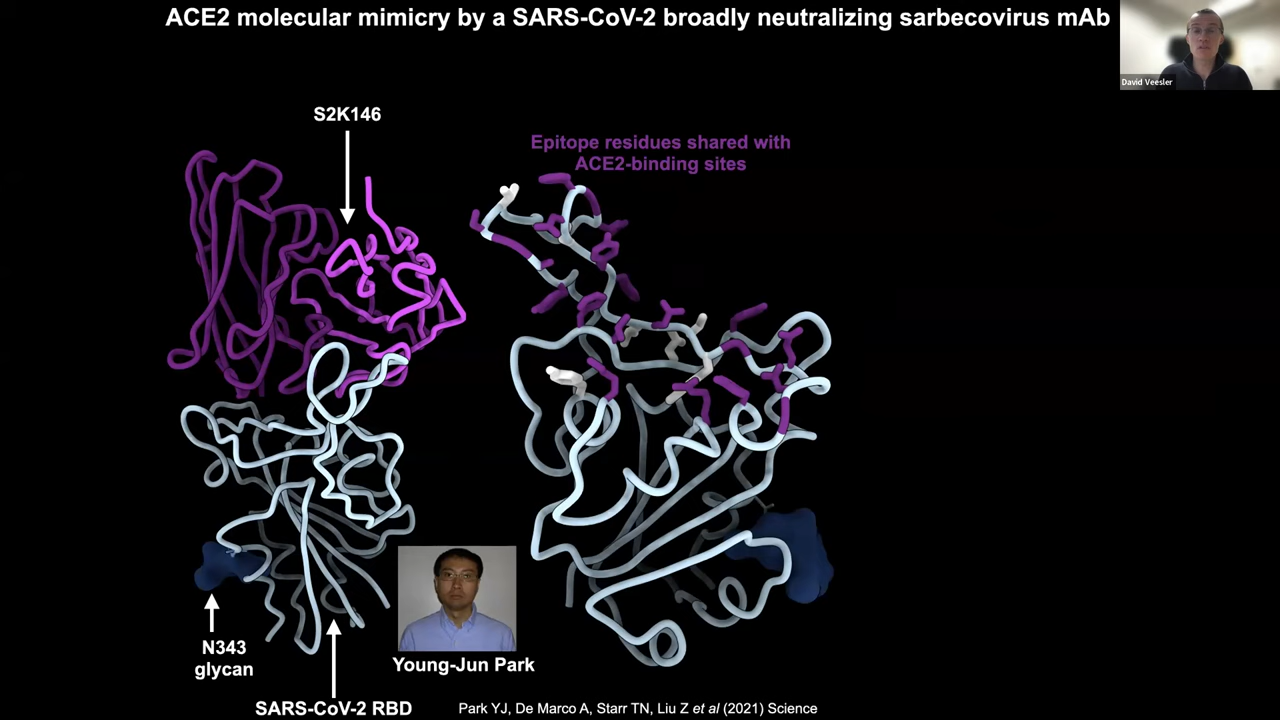 ACE2 molecular mimicry by a SARS-CoV-2 broadly neutralizing sarbecovirus mAb
David Veesler
S2K146
Epitope residues shared with
ACE2-binding sites
N343
glycan
Young-Jun Park
SARS-CoV-2 RBD
Park YJ, De Marco A, Starr TN, Liu Z et al (2021) Science